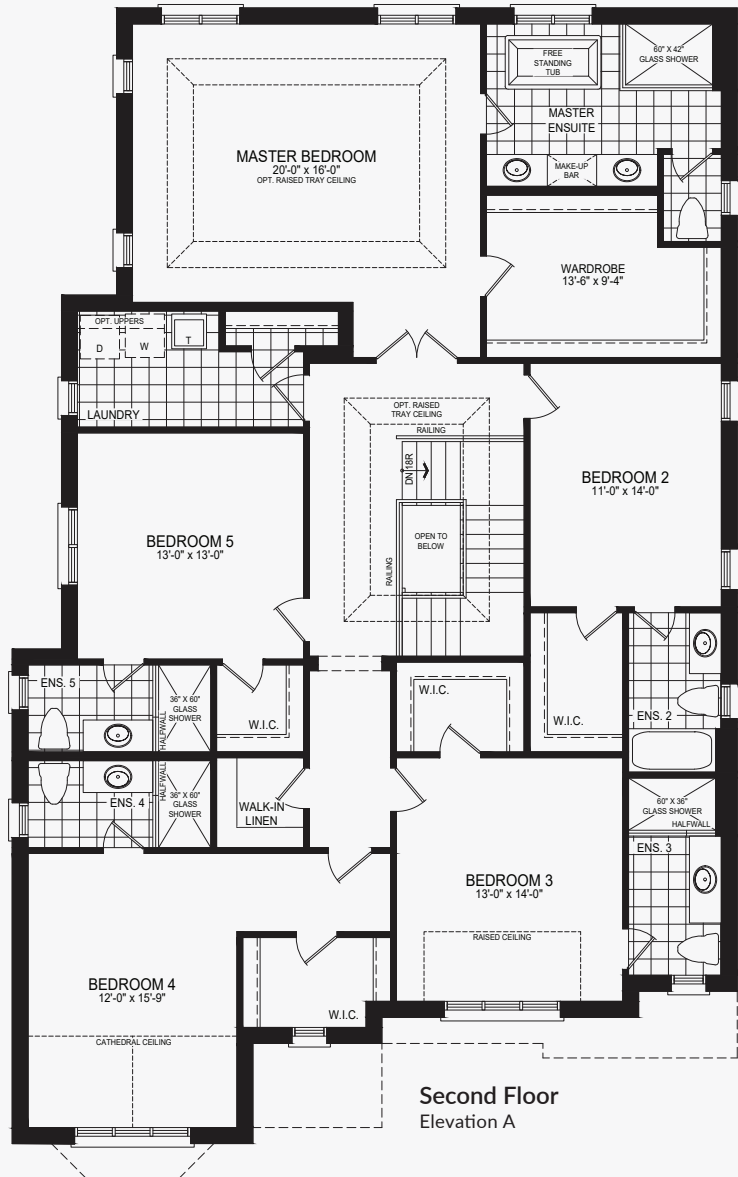 FREE
STANDING
TUB
60" X 42"
GLASS SHOWER
MASTER
ENSUITE
MAKE-UP
BAR
MASTER BEDROOM
20'-0" x 16'-0"
OPT. RAISED TRAY CEILING
WARDROBE
13'-6" x 9'-4"
OPT. UPPERS
D
W
T
LAUNDRY
OPT. RAISED
TRAY CEILING
RAILING
DN 18R
OPEN TO
BELOW
RAILING
BEDROOM 2
11'-0" x 14'-0"
BEDROOM 5
13'-0" x 13'-0"
ENS. 5
36" X 60"
GLASS
SHOWER
HALFWALL
W.I.C.
W.I.C.
W.I.C.
ENS. 2
ENS. 4
HALFWALL
36" X 60"
GLASS
SHOWER
WALK-IN
LINEN
60" X 36"
GLASS SHOWER
HALFWALL
ENS. 3
BEDROOM 3
13'-0" x 14'-0"
RAISED CEILING
BEDROOM 4
12'-0" x 15'-9"
CATHEDRAL CEILING
W.I.C.
Second Floor
Elevation A